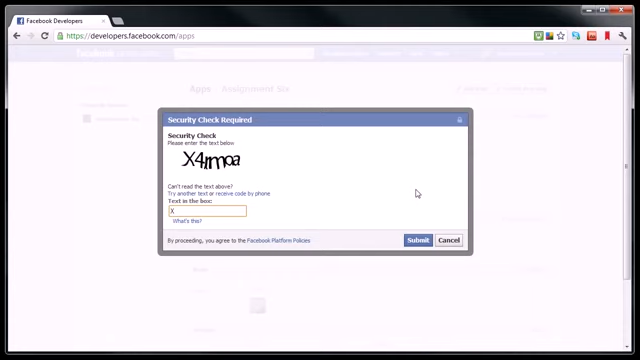 Facebook Developers
https://developers.facebook.com/apps
Apps Assignment Six
Security Check Required
Security Check
Please enter the text below
Can't read the text above?
Try another text or receive code by phone
Text in the box:
X
What's this?
By proceeding, you agree to the Facebook Platform Policies
Submit Cancel